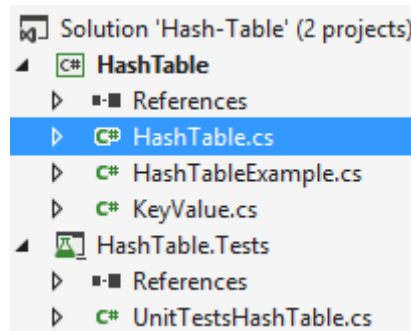 Solution 'Hash-Table' (2 projects)
C# HashTable
References
C# HashTable.cs
C# HashTableExample.cs
C# KeyValue.cs
HashTable.Tests
References
C# UnitTestsHashTable.cs